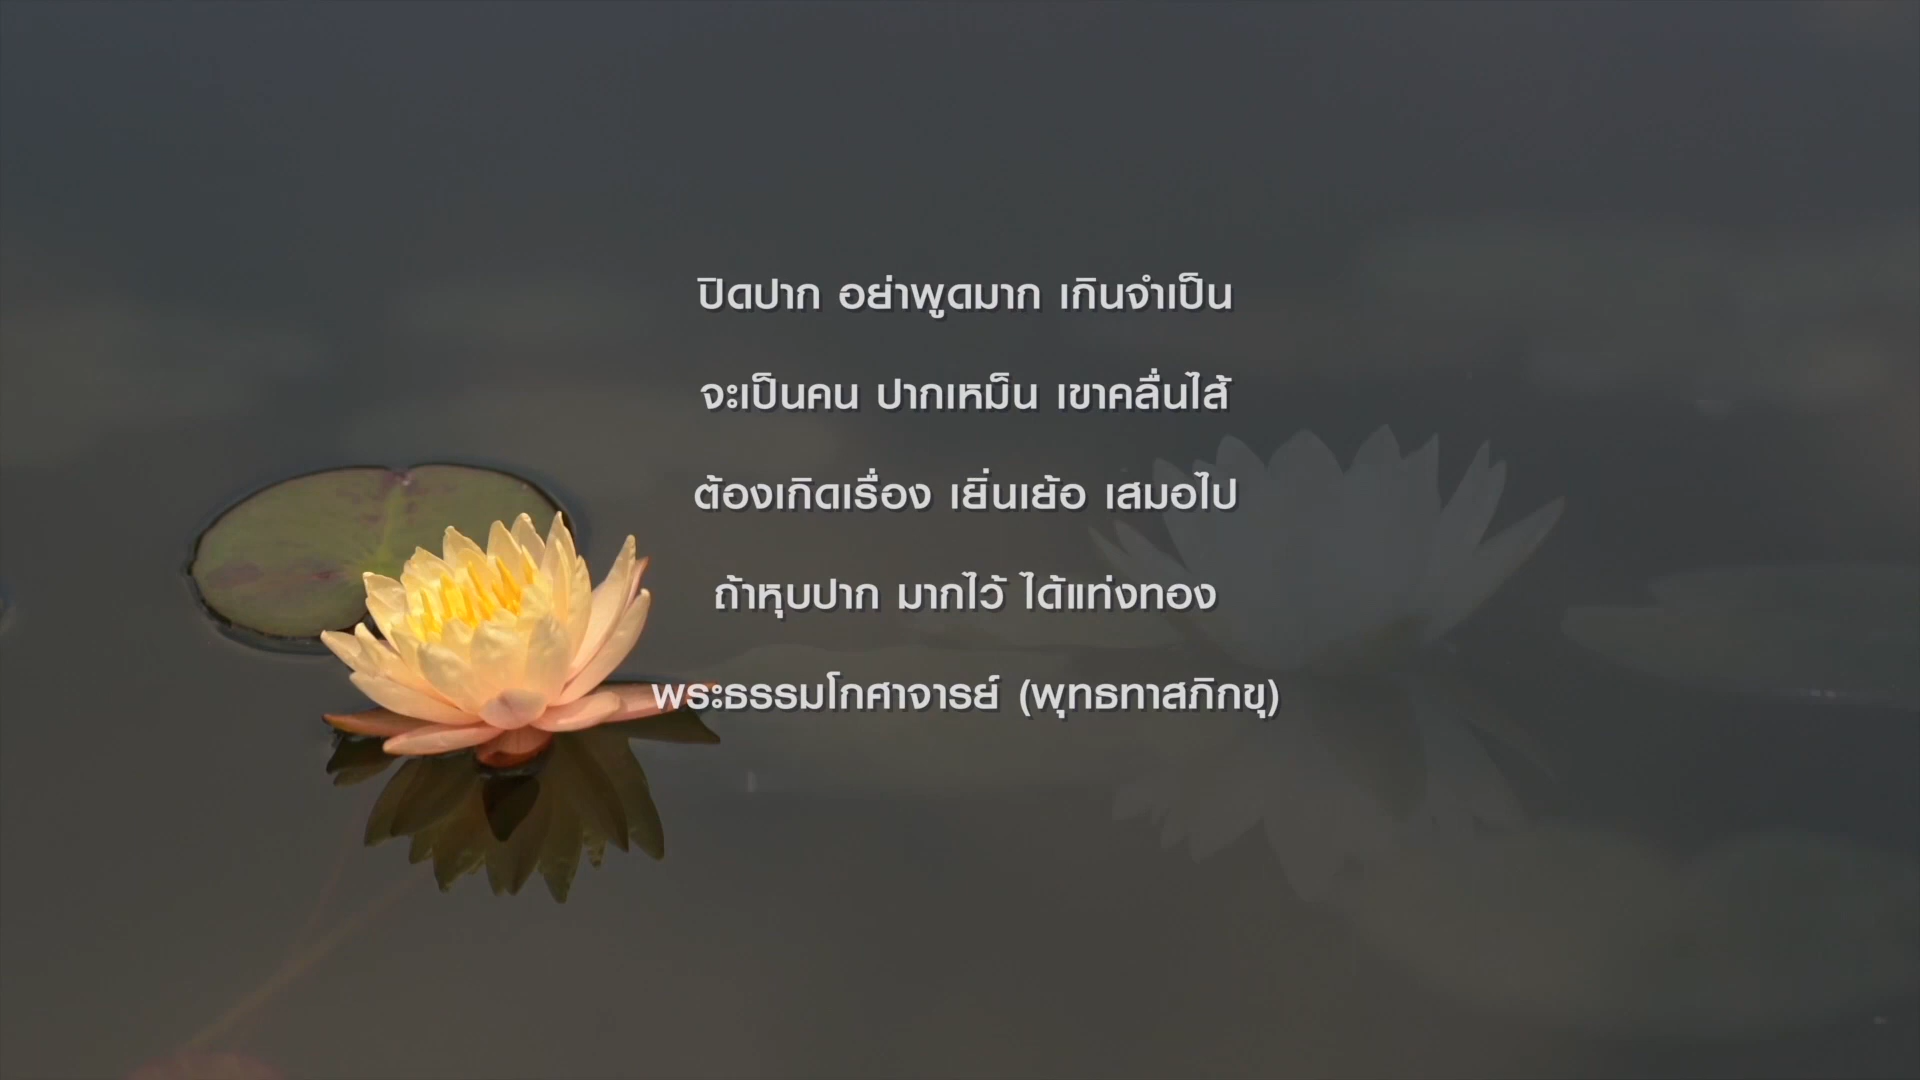 ปิดปาก อย่าพูดมาก เกินจำเป็น
จะเป็นคน ปากเหม็น เขาคลื่นไส้
ต้องเกิดเรื่อง เยิ่นเย้อ เสมอไป
ถ้าหุบปาก มากไว้ ได้แท่งทอง
พระธรรมโกศาจารย์ (พุทธทาสภิกขุ)